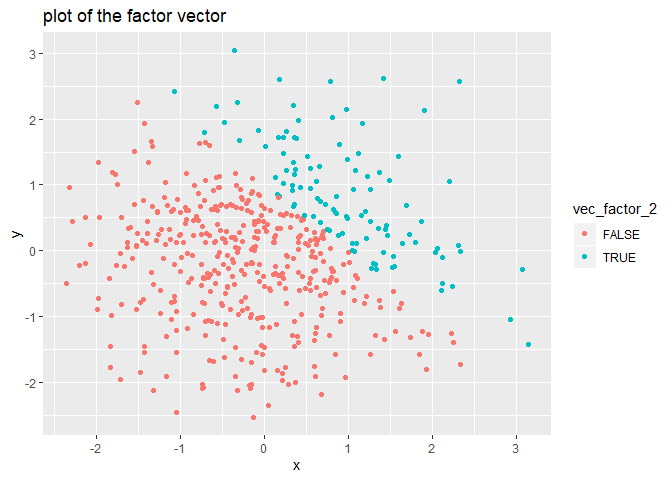 plot of the factor vector
3
2
1
0
-1
-2
y
-2
-1
0
1
2
3
x
vec_factor_2
FALSE
TRUE